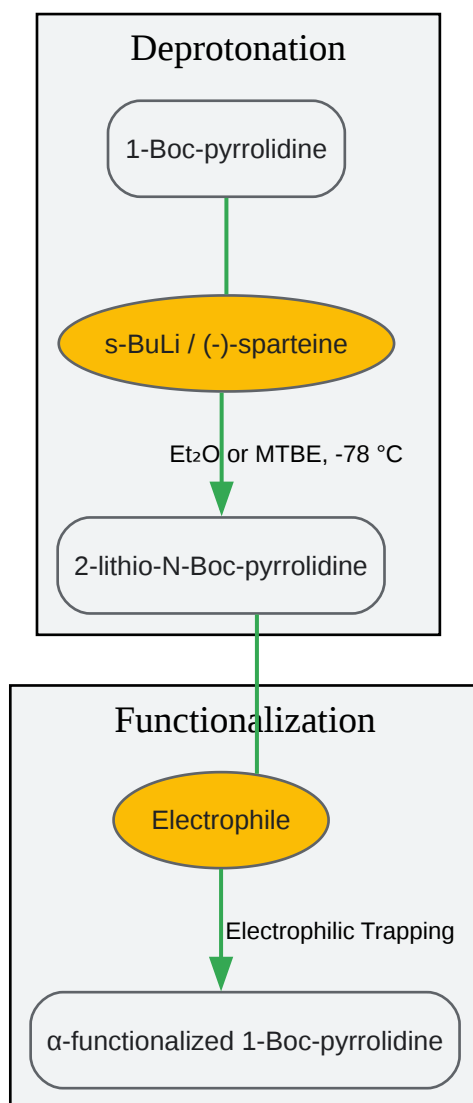 Deprotonation
1-Boc-pyrrolidine
s-BuLi / (-)-sparteine
Et₂O or MTBE, -78 °C
2-lithio-N-Boc-pyrrolidine
Functionalization
Electrophile
Electrophilic Trapping
α-functionalized 1-Boc-pyrrolidine